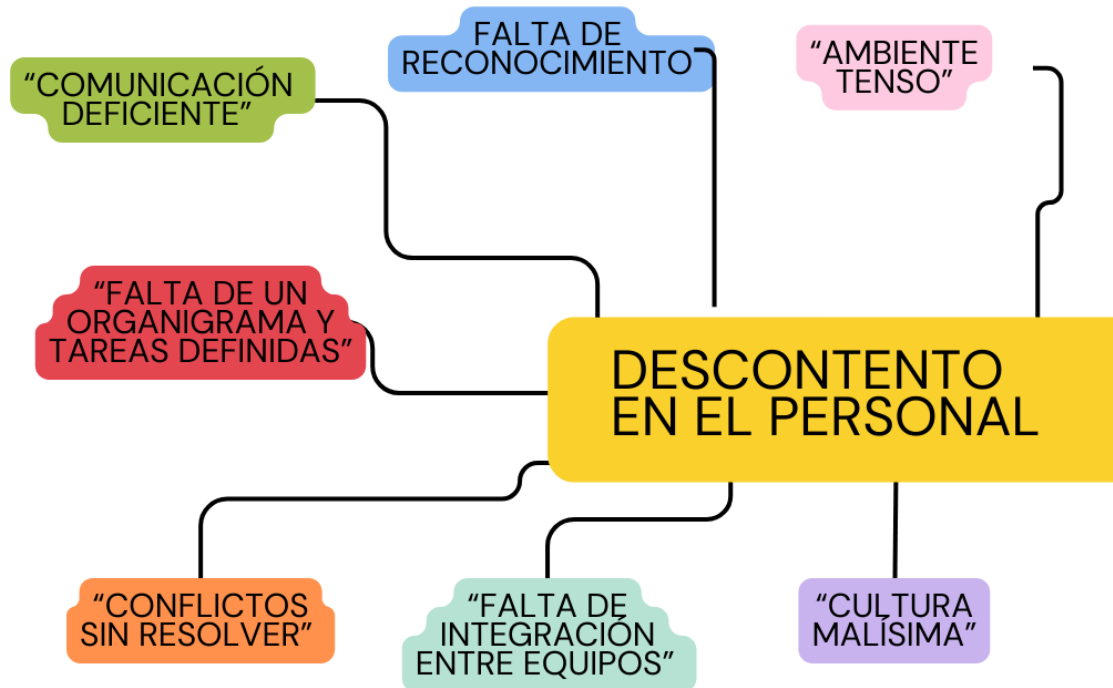 FALTA DE
RECONOCIMIENTO
“AMBIENTE
TENSO”
“COMUNICACIÓN
DEFICIENTE”
“FALTA DE UN
ORGANIGRAMA Y
TAREAS DEFINIDAS”
DESCONTENTO
EN EL PERSONAL
“CONFLICTOS
SIN RESOLVER”
“FALTA DE
INTEGRACIÓN
ENTRE EQUIPOS”
“CULTURA
MALÍSIMA”